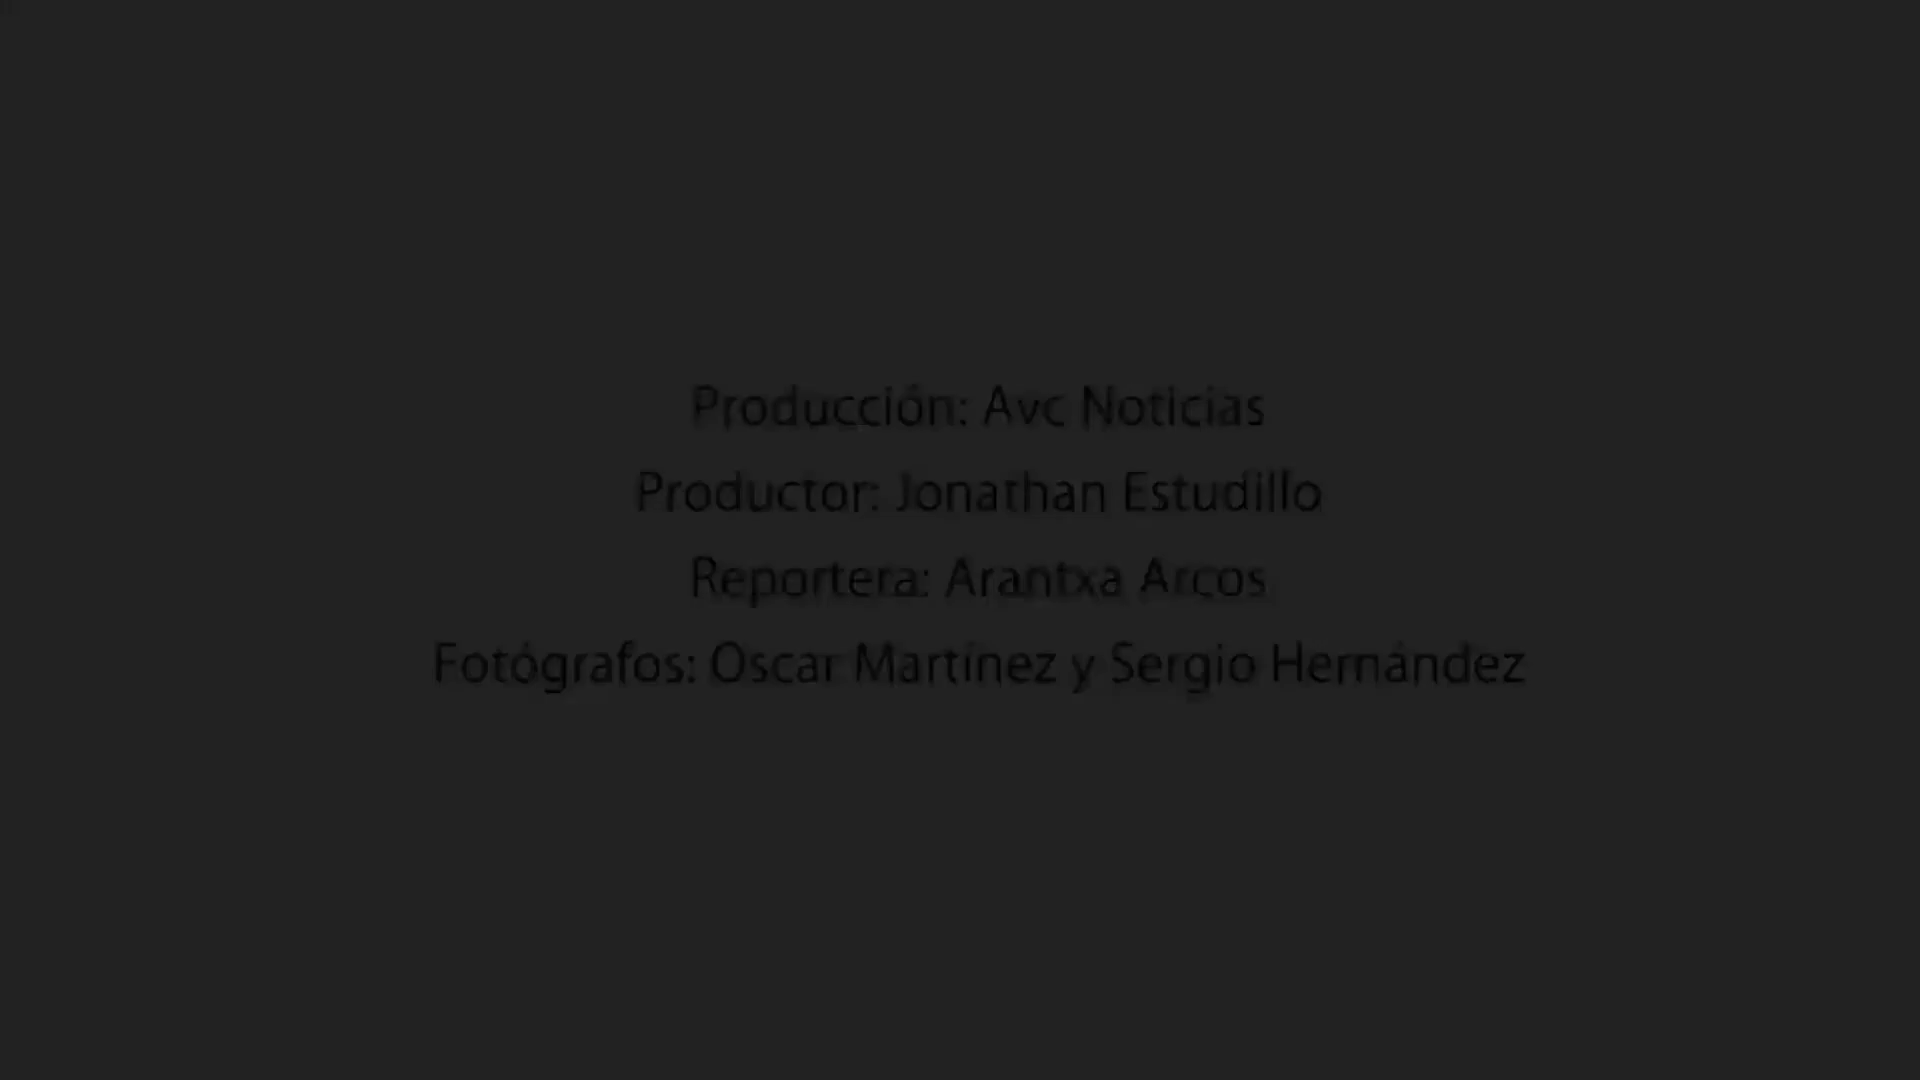 Producción: Avc Noticias
Productor: Jonathan Estudillo
Reportera: Arantxa Arcos
Fotógrafos: Oscar Martínez y Sergio Hernández